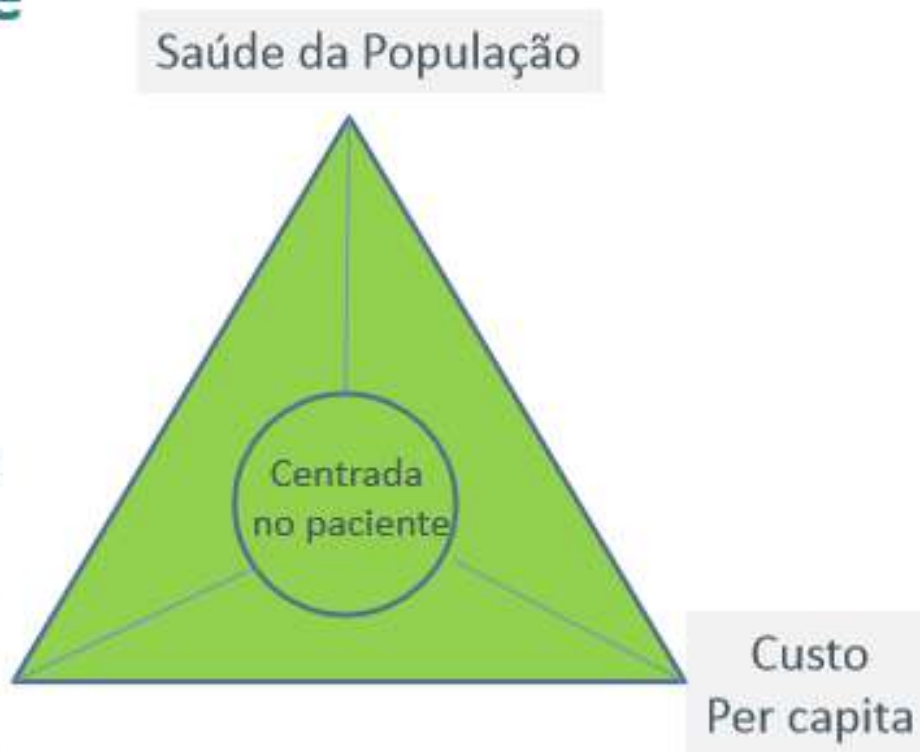 Saúde da População
Centrada
no paciente
Custo
Per capita